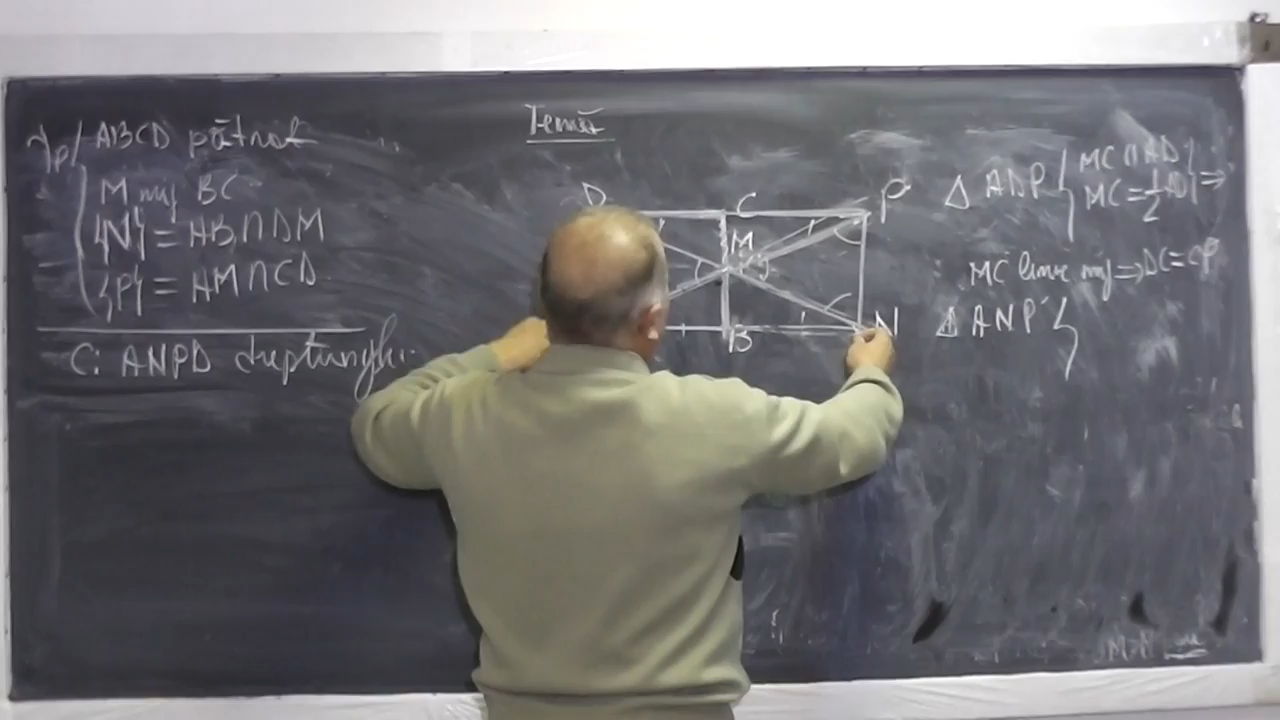 Temă
Ip/ ABCD pătrat
M mij BC
{N} = AB ∩ DM
{P} = AM ∩ CD
C: ANPD dreptunghi
D C P
M
B N
Δ ADP { MC ∩ AD
MC = 1/2 AD } ⇒
MC linie mij ⇒ DC = CP
Δ ANP {